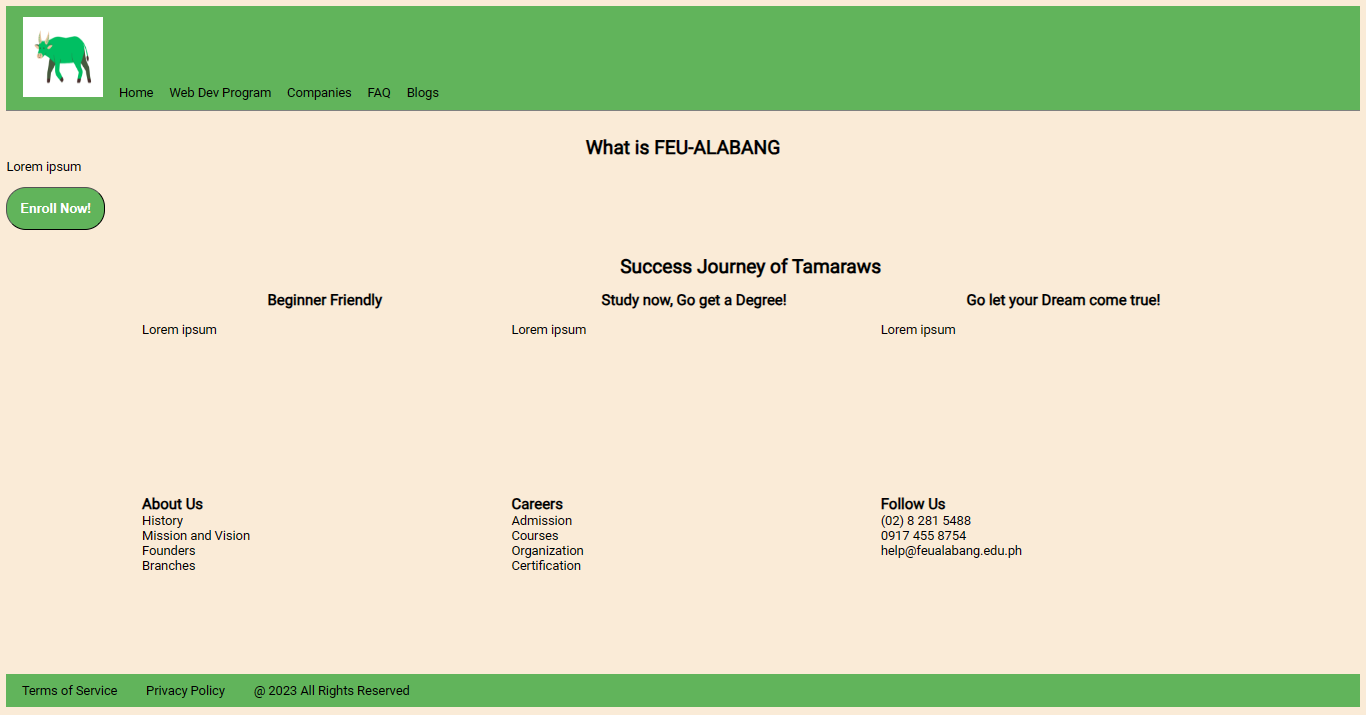 Home Web Dev Program Companies FAQ Blogs
What is FEU-ALABANG
Lorem ipsum
Enroll Now!
Success Journey of Tamaraws
Beginner Friendly
Lorem ipsum
Study now, Go get a Degree!
Lorem ipsum
Go let your Dream come true!
Lorem ipsum
About Us
History
Mission and Vision
Founders
Branches
Careers
Admission
Courses
Organization
Certification
Follow Us
(02) 8 281 5488
0917 455 8754
help@feualabang.edu.ph
Terms of Service Privacy Policy @ 2023 All Rights Reserved